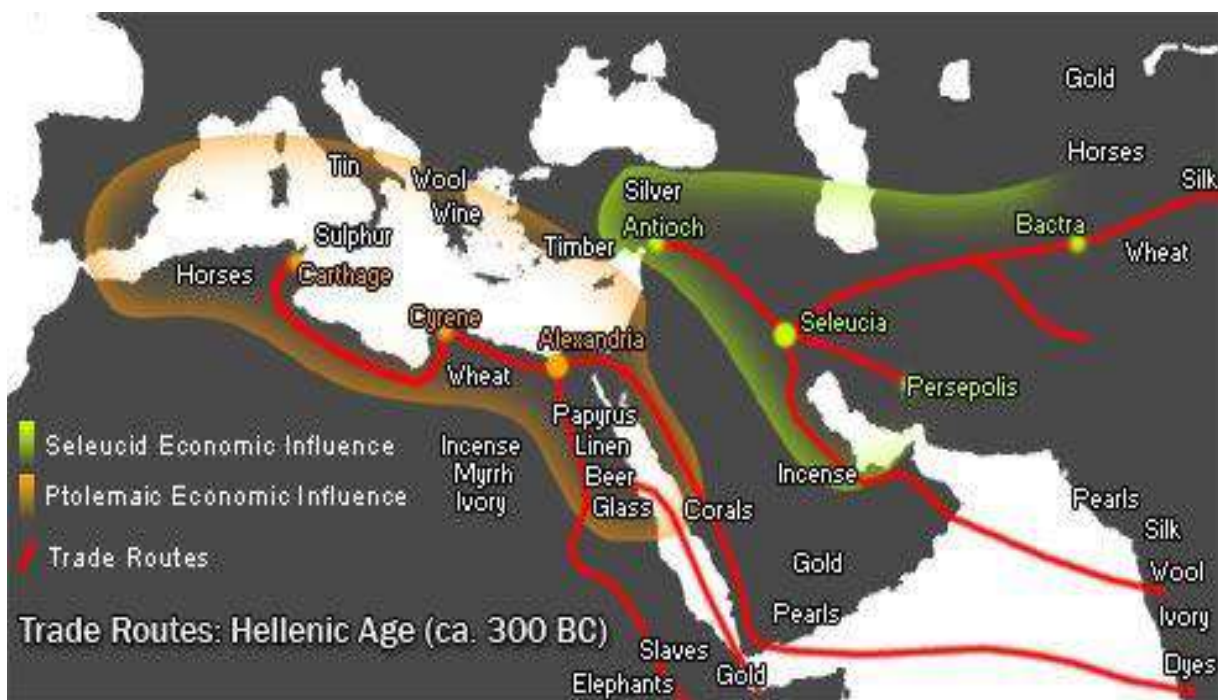 Gold
Horses
Silk
Tin
Wool
Silver
Wine
Antioch
Bactra
Sulphur
Timber
Wheat
Horses
Carthage
Seleucia
Cyrene
Alexandria
Wheat
Persepolis
Papyrus
Seleucid Economic Influence
Incense
Linen
Myrrh
Beer
Incense
Ptolemaic Economic Influence
Ivory
Glass
Corals
Pearls
Silk
Trade Routes
Gold
Wool
Pearls
Ivory
Trade Routes: Hellenic Age (ca. 300 BC)
Slaves
Gold
Dyes
Elephants